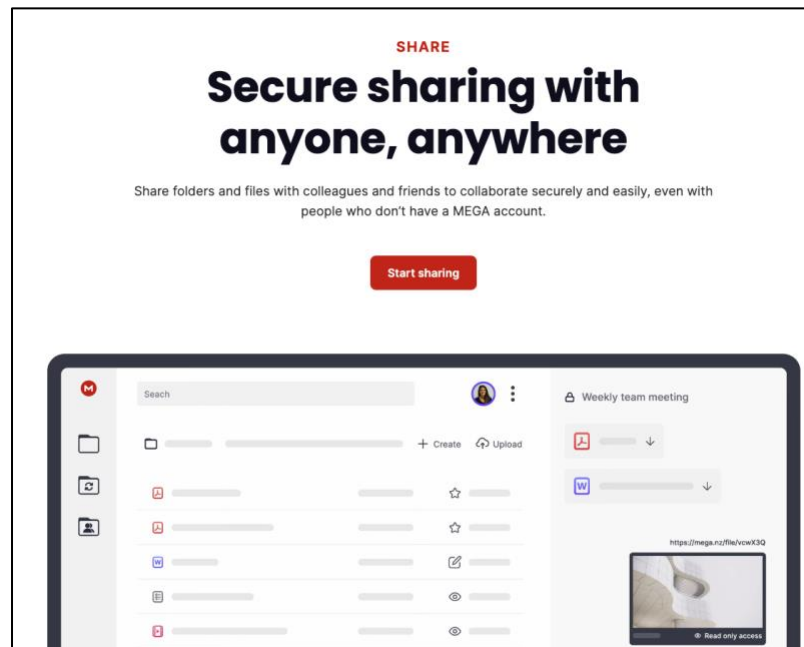 SHARE
Secure sharing with
anyone, anywhere
Share folders and files with colleagues and friends to collaborate securely and easily, even with
people who don't have a MEGA account.
Start sharing
M
Seach
Weekly team meeting
+ Create Upload
W
https://mega.nz/file/vcwX3Q
W
Read only access